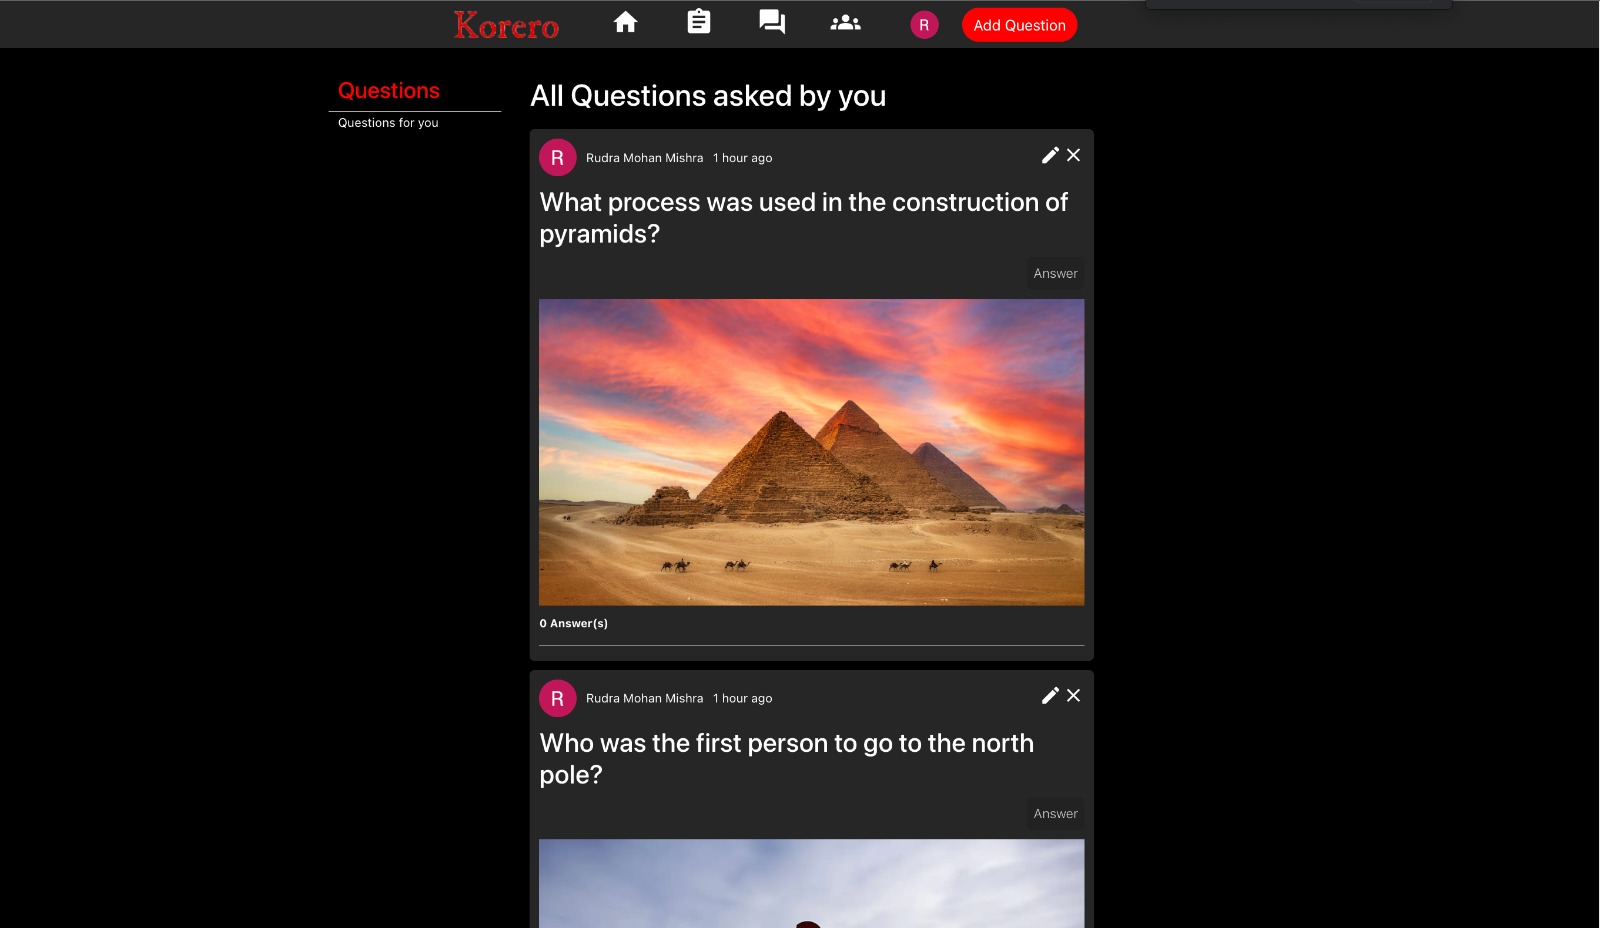 Korero
R
Add Question
Questions
Questions for you
All Questions asked by you
R
Rudra Mohan Mishra 1 hour ago
What process was used in the construction of
pyramids?
Answer
0 Answer(s)
R
Rudra Mohan Mishra 1 hour ago
Who was the first person to go to the north
pole?
Answer